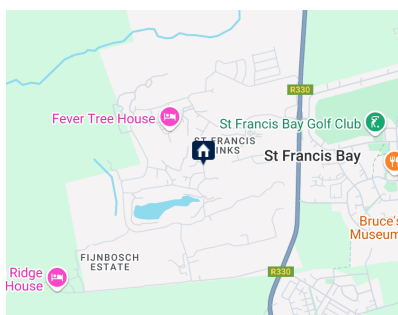 R330
Fever Tree House
St Francis Bay Golf Club
ST FRANCIS
INKS
St Francis Bay
Bruce's
Museum
FIJNBOSCH
ESTATE
Ridge
House
R330